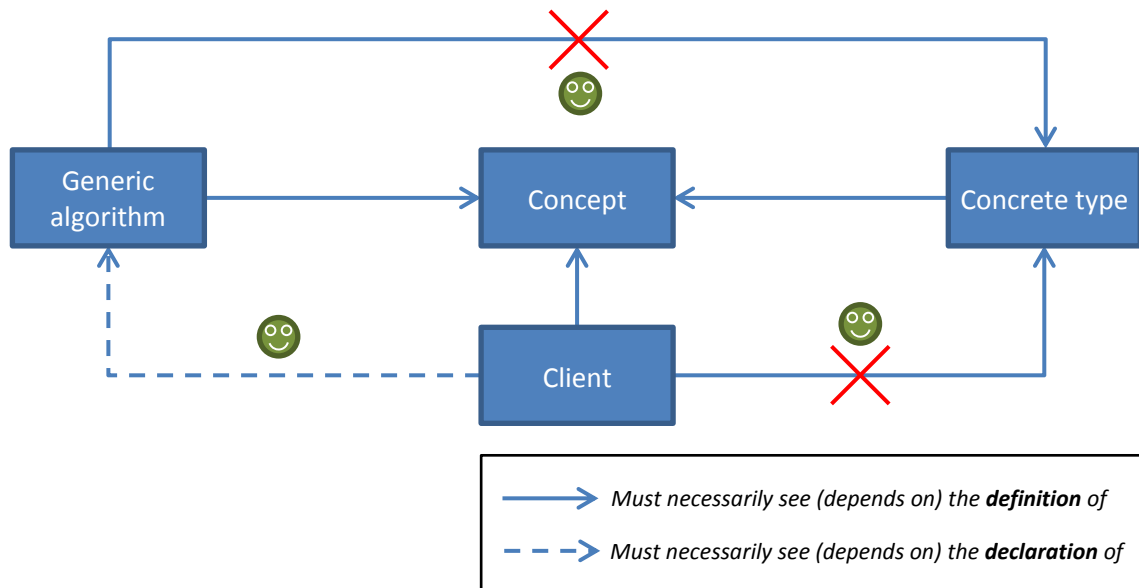 Generic
algorithm
Concept
Concrete type
Client
Must necessarily see (depends on) the definition of
Must necessarily see (depends on) the declaration of